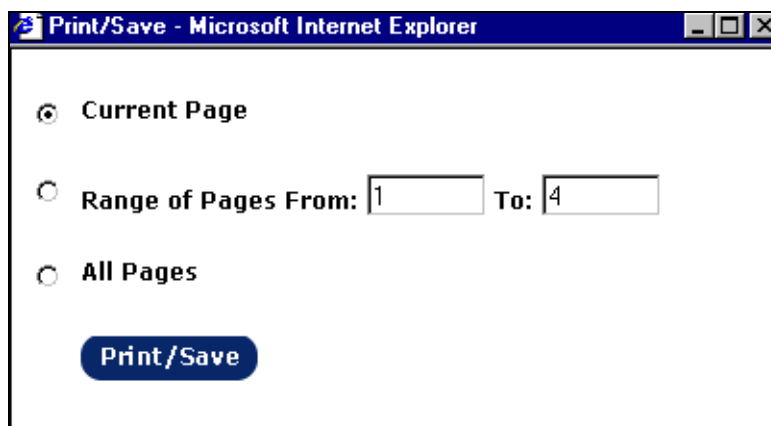 Print/Save - Microsoft Internet Explorer
Current Page
Range of Pages From: 1 To: 4
All Pages
Print/Save